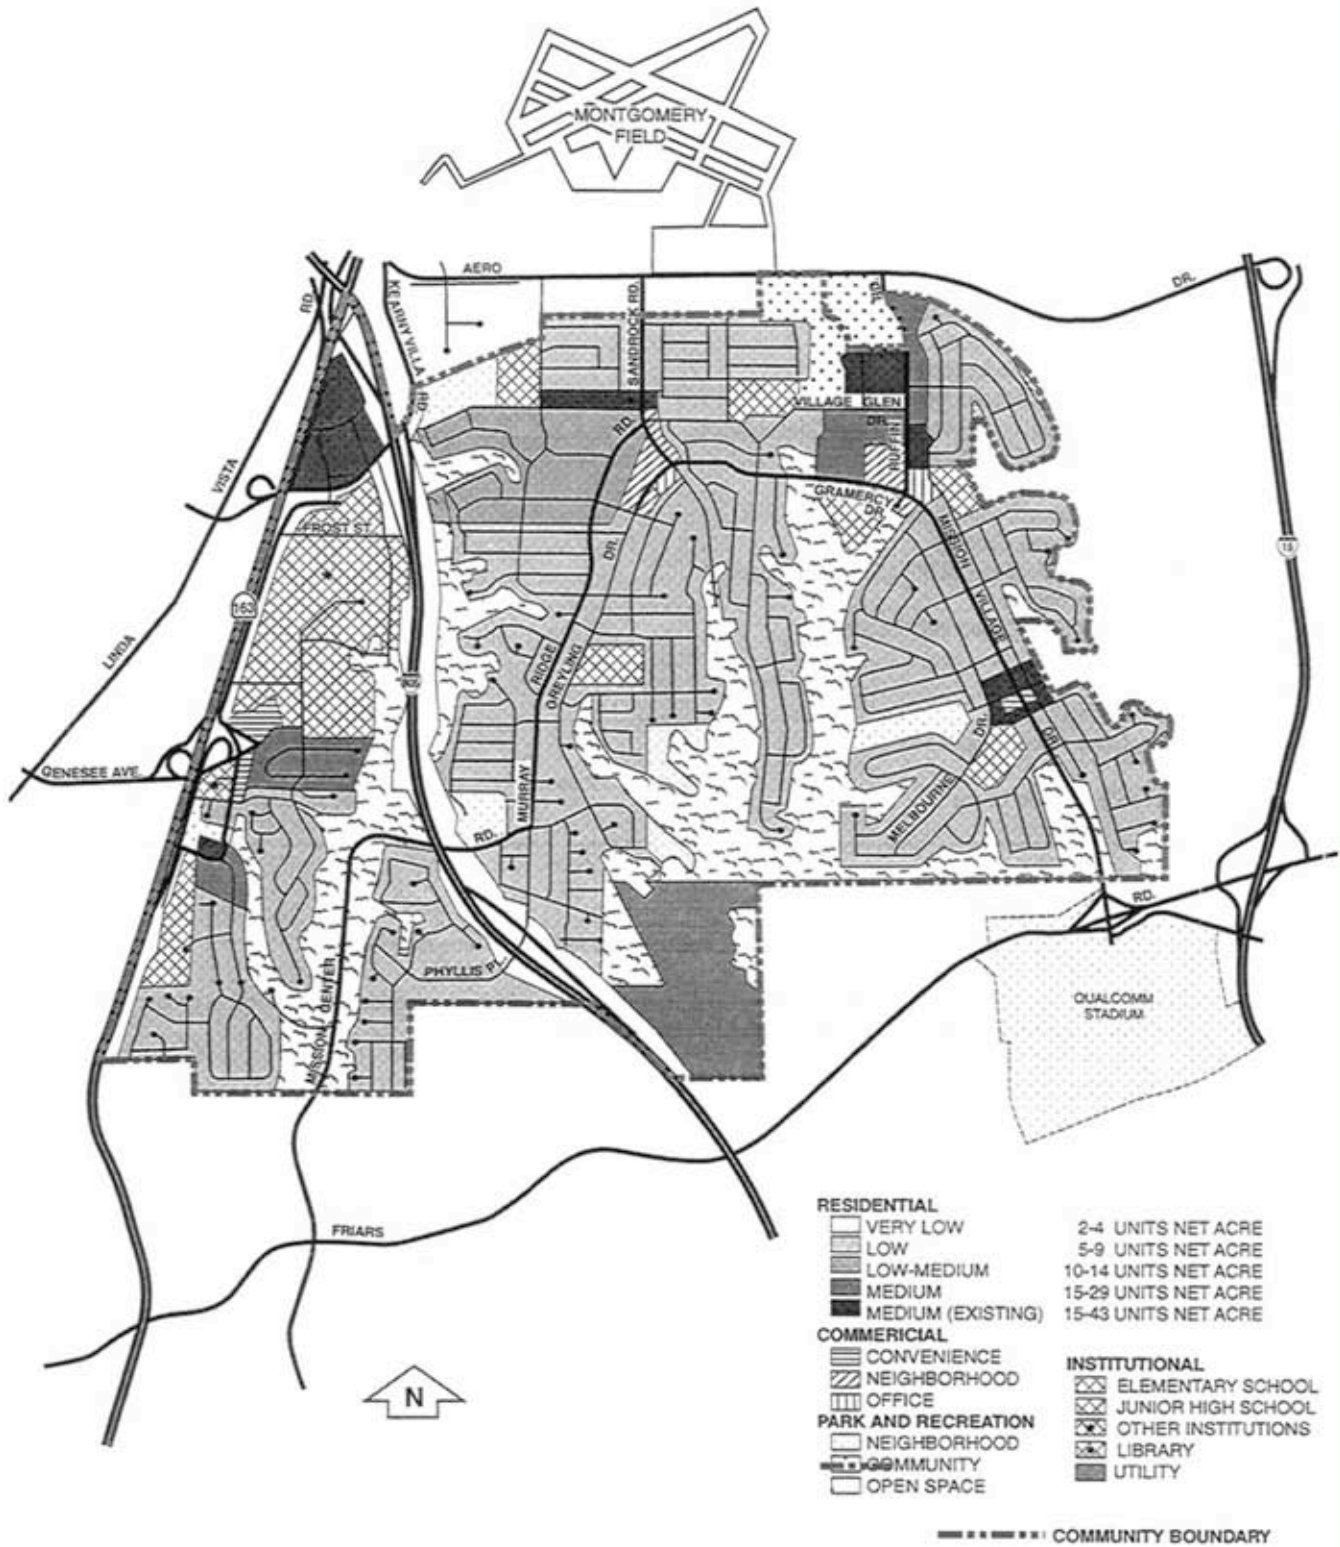 MONTGOMERY
FIELD
AERO
DR.
RD.
KEARNY VILLA
RD.
SANDROCK RD.
DR.
VILLAGE GLEN
DR.
RUFFIN
RD.
VISTA
GRAMERCY
DR.
FROST ST.
MISSION
VILLAGE
DR.
15
163
805
LINDA
RIDGE
GREYLING
DR.
GENESEE AVE.
MURRAY
RD.
MELBOURNE
DR.
RD.
PHYLLIS PL.
MISSION CENTER
QUALCOMM
STADIUM
FRIARS
N
RESIDENTIAL
VERY LOW 2-4 UNITS NET ACRE
LOW 5-9 UNITS NET ACRE
LOW-MEDIUM 10-14 UNITS NET ACRE
MEDIUM 15-29 UNITS NET ACRE
MEDIUM (EXISTING) 15-43 UNITS NET ACRE
COMMERICIAL
CONVENIENCE
NEIGHBORHOOD
OFFICE
PARK AND RECREATION
NEIGHBORHOOD
COMMUNITY
OPEN SPACE
INSTITUTIONAL
ELEMENTARY SCHOOL
JUNIOR HIGH SCHOOL
OTHER INSTITUTIONS
LIBRARY
UTILITY
COMMUNITY BOUNDARY